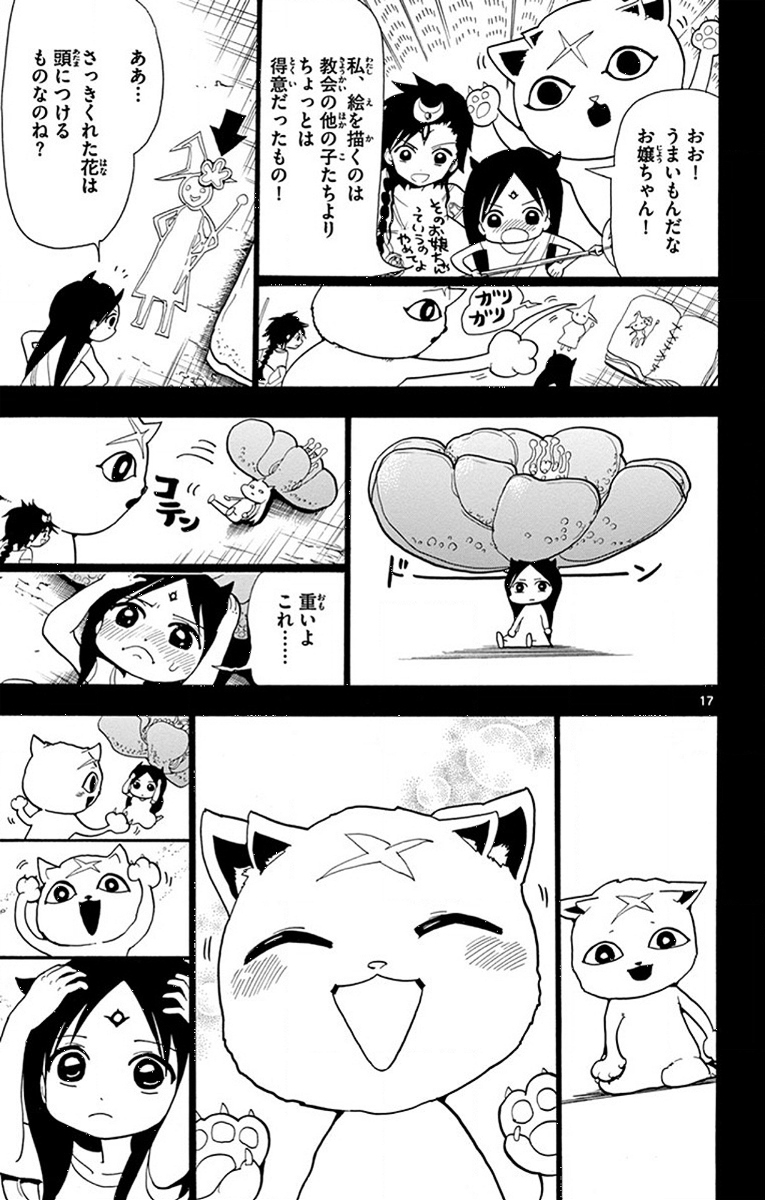 おお！
うまいもんだな
お嬢ちゃん！
私、絵を描くのは
教会の他の子たちより
ちょっとは
得意だったもの！
そのお嬢ちゃん
っていうのよ
やめてよ
ガリ
ガリ
ああ…
さっきくれた花は
頭につける
ものなのね？
ドーーン
コテン
重いよ
これ……
17